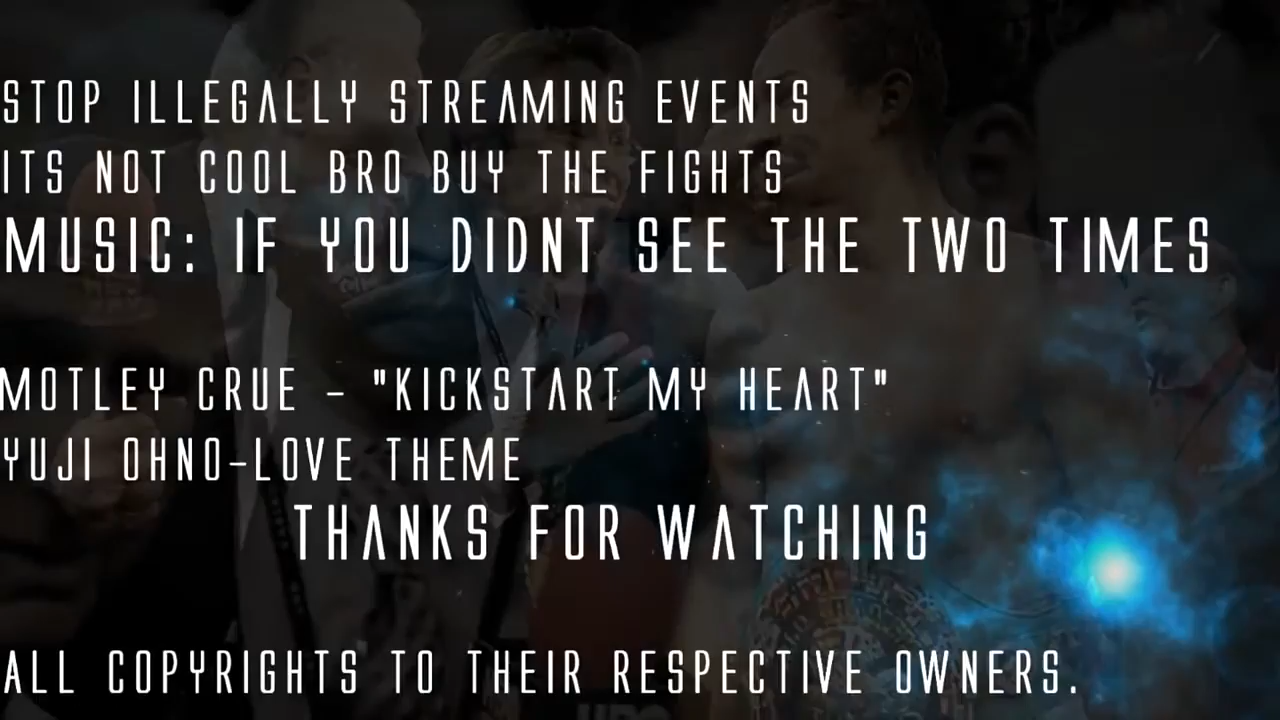 STOP ILLEGALLY STREAMING EVENTS
ITS NOT COOL BRO BUY THE FIGHTS
MUSIC: IF YOU DIDNT SEE THE TWO TIMES
MOTLEY CRUE - "KICKSTART MY HEART"
YUJI OHNO-LOVE THEME
THANKS FOR WATCHING
ALL COPYRIGHTS TO THEIR RESPECTIVE OWNERS.